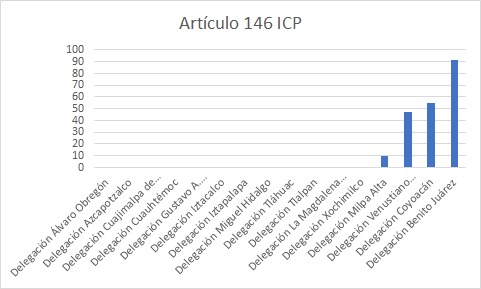 Artículo 146 ICP
100
90
80
70
60
50
40
30
20
10
0
Delegación Álvaro Obregón
Delegación Azcapotzalco
Delegación Cuajimalpa de…
Delegación Cuauhtémoc
Delegación Gustavo A.…
Delegación Iztacalco
Delegación Iztapalapa
Delegación Miguel Hidalgo
Delegación Tláhuac
Delegación Tlalpan
Delegación La Magdalena…
Delegación Xochimilco
Delegación Milpa Alta
Delegación Venustiano…
Delegación Coyoacán
Delegación Benito Juárez